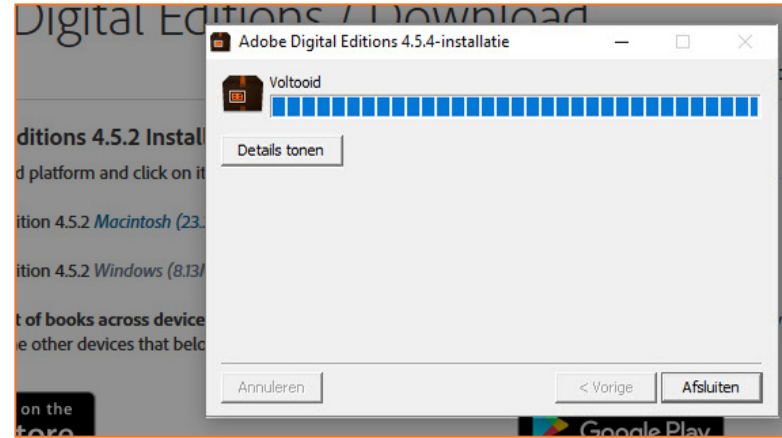 Digital Editions / Download
Adobe Digital Editions 4.5.4-installatie
Voltooid
Details tonen
ditions 4.5.2 Install
d platform and click on it
ition 4.5.2 Macintosh (23.
ition 4.5.2 Windows (8.13
t of books across device
e other devices that belo
Annuleren
< Vorige
Afsluiten
on the
Google Play